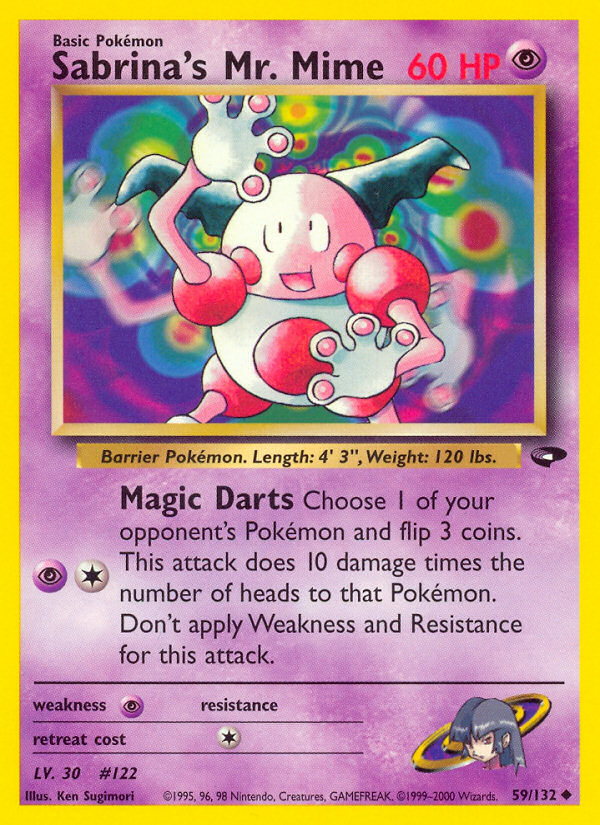 Basic Pokémon
Sabrina's Mr. Mime 60 HP
Barrier Pokémon. Length: 4' 3", Weight: 120 lbs.
Magic Darts Choose 1 of your
opponent's Pokémon and flip 3 coins.
This attack does 10 damage times the
number of heads to that Pokémon.
Don't apply Weakness and Resistance
for this attack.
weakness resistance
retreat cost
LV. 30 #122
Illus. Ken Sugimori ©1995, 96, 98 Nintendo, Creatures, GAMEFREAK. ©1999–2000 Wizards. 59/132